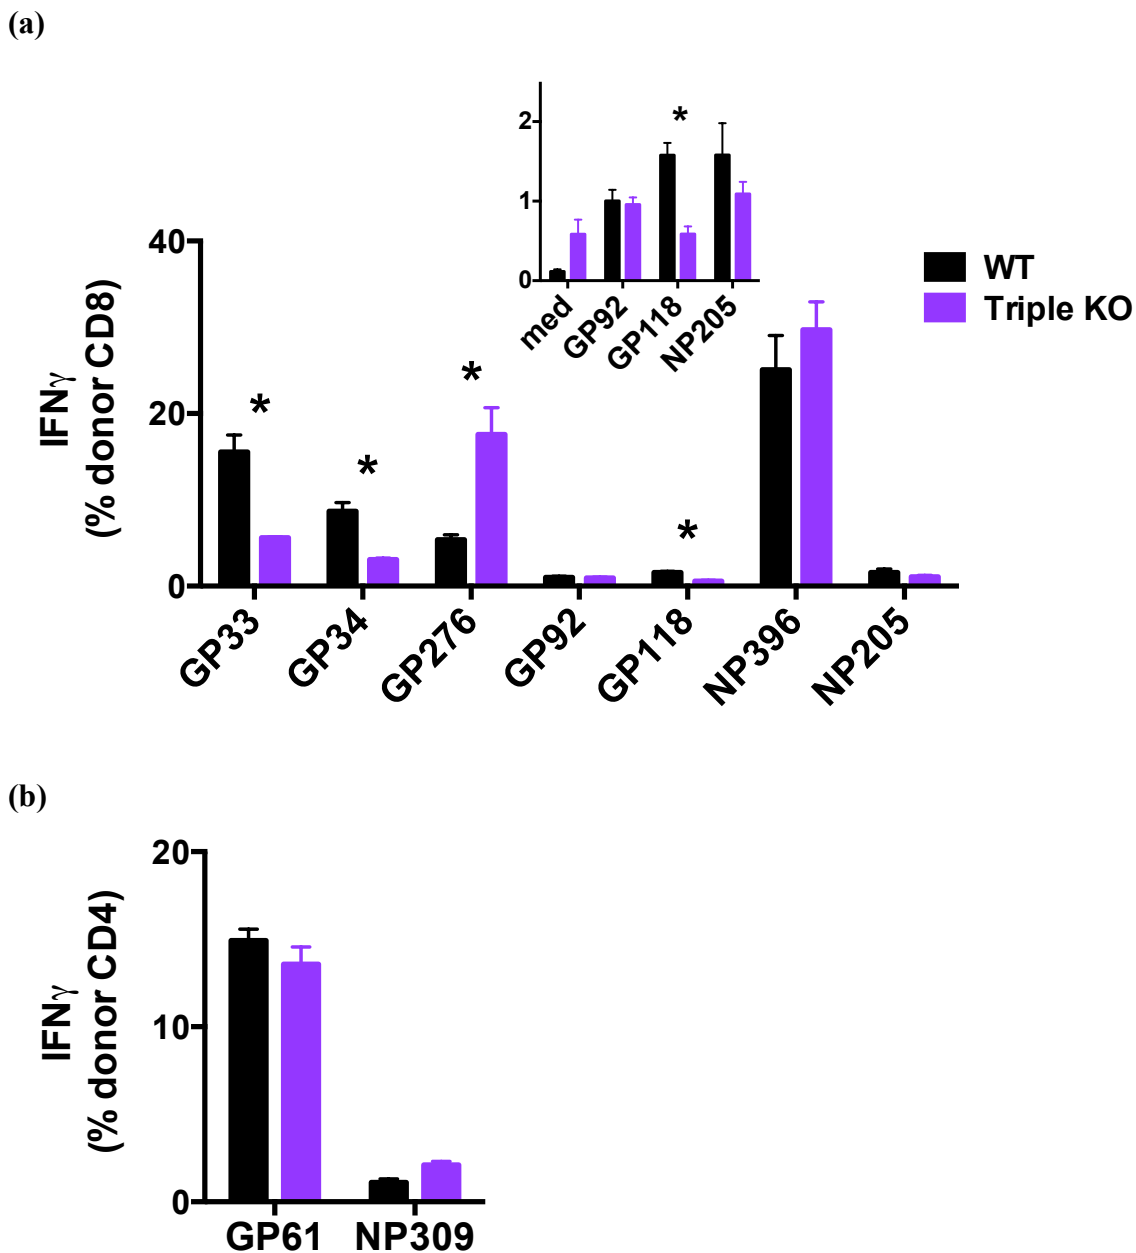 (a)
2
*
1
0
med GP92 GP118 NP205
40
WT
Triple KO
IFNγ
(% donor CD8)
20
*
*
*
*
0
GP33 GP34 GP276 GP92 GP118 NP396 NP205
(b)
20
IFNγ
(% donor CD4)
10
0
GP61 NP309